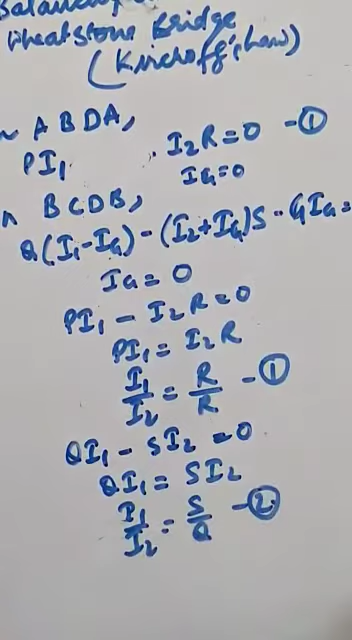 Balancing
Wheatstone Bridge
(Kirchoff's Law)
ABDA,
PI₁ . I₂R=0 -①
IG=0
BCDB,
Q(I₁-IG) - (I₂+IG)S - GIG=
IG=0
PI₁ - I₂R=0
PI₁ = I₂R
I₁/I₂ = R/R -①
QI₁ - SI₂ =0
QI₁ = SI₂
I₁/I₂ = S/Q -②